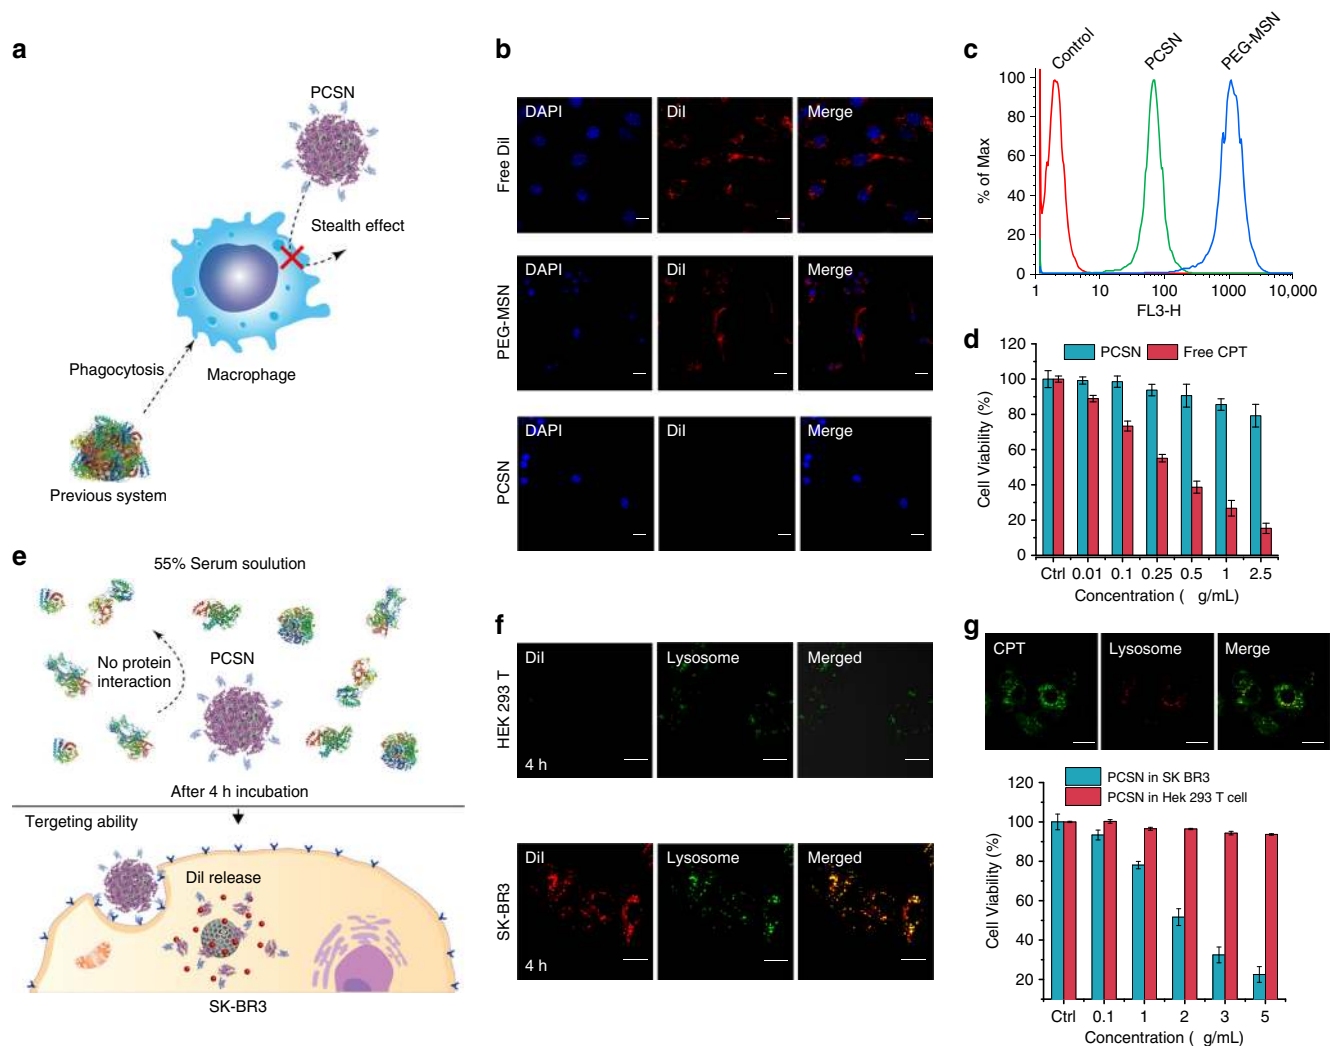 a
PCSN
Stealth effect
Phagocytosis
Macrophage
Previous system
b
DAPI
DiI
Merge
Free DiI
DAPI
DiI
Merge
PEG-MSN
DAPI
DiI
Merge
PCSN
c
Control
PCSN
PEG-MSN
% of Max
100
80
60
40
20
0
1
10
100
1000
10,000
FL3-H
d
PCSN
Free CPT
Cell Viability (%)
120
100
80
60
40
20
0
Ctrl 0.01 0.1 0.25 0.5 1 2.5
Concentration ( g/mL)
e
55% Serum soulution
No protein
interaction
PCSN
After 4 h incubation
Tergeting ability
DiI release
SK-BR3
f
DiI
Lysosome
Merged
HEK 293 T
4 h
DiI
Lysosome
Merged
SK-BR3
4 h
g
CPT
Lysosome
Merge
PCSN in SK BR3
PCSN in Hek 293 T cell
Cell Viability (%)
120
100
80
60
40
20
Ctrl 0.1 1 2 3 5
Concentration ( g/mL)